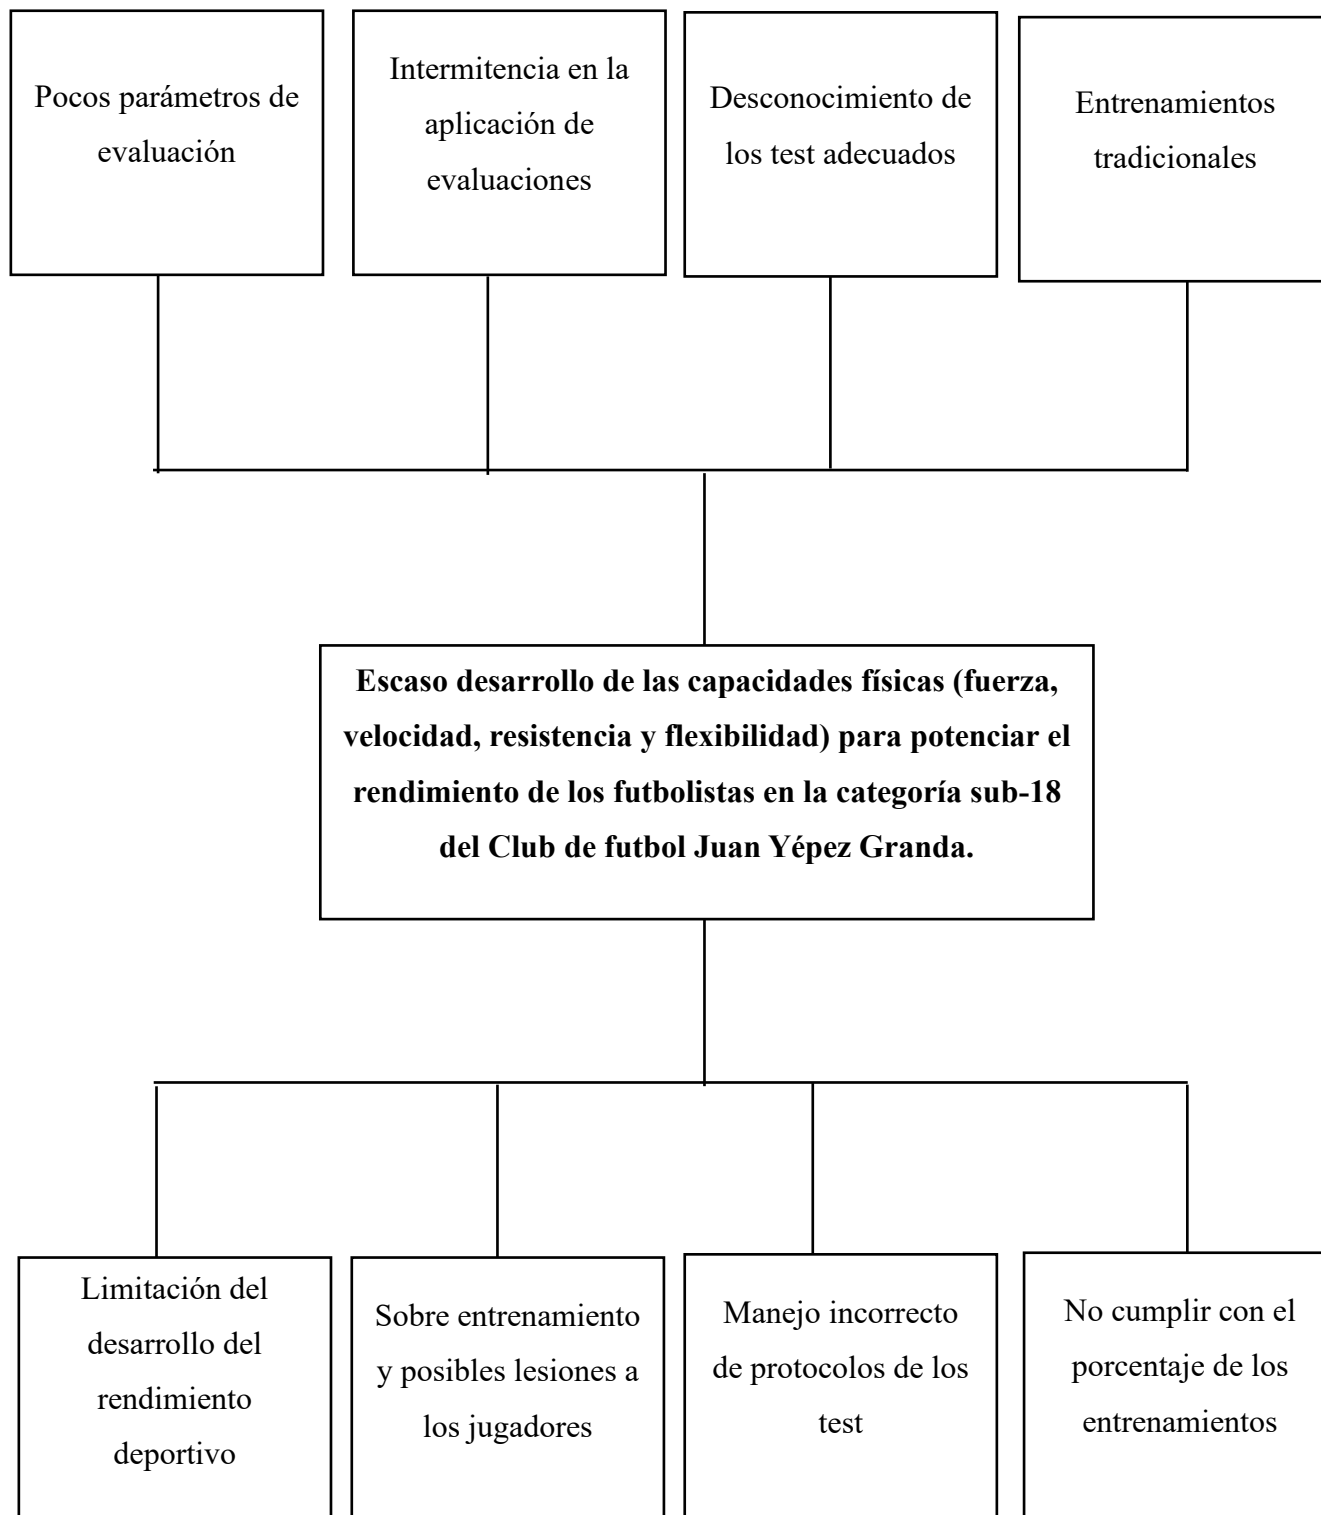 Pocos parámetros de
evaluación
Intermitencia en la
aplicación de
evaluaciones
Desconocimiento de
los test adecuados
Entrenamientos
tradicionales
Escaso desarrollo de las capacidades físicas (fuerza,
velocidad, resistencia y flexibilidad) para potenciar el
rendimiento de los futbolistas en la categoría sub-18
del Club de futbol Juan Yépez Granda.
Limitación del
desarrollo del
rendimiento
deportivo
Sobre entrenamiento
y posibles lesiones a
los jugadores
Manejo incorrecto
de protocolos de los
test
No cumplir con el
porcentaje de los
entrenamientos